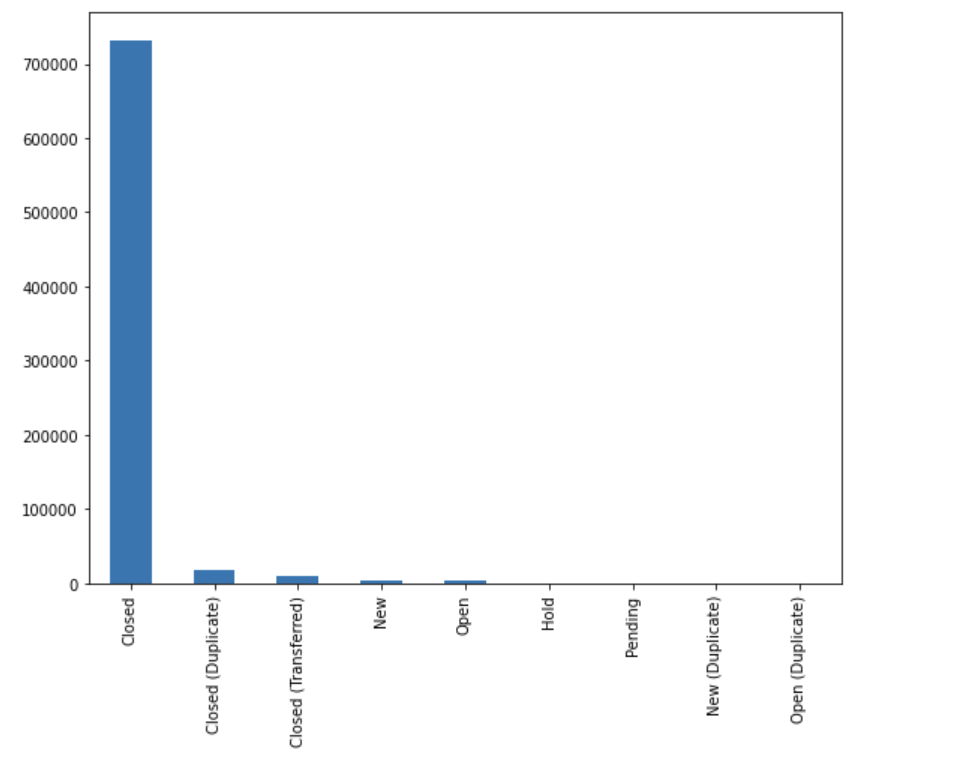 700000
600000
500000
400000
300000
200000
100000
0
Closed
Closed (Duplicate)
Closed (Transferred)
New
Open
Hold
Pending
New (Duplicate)
Open (Duplicate)